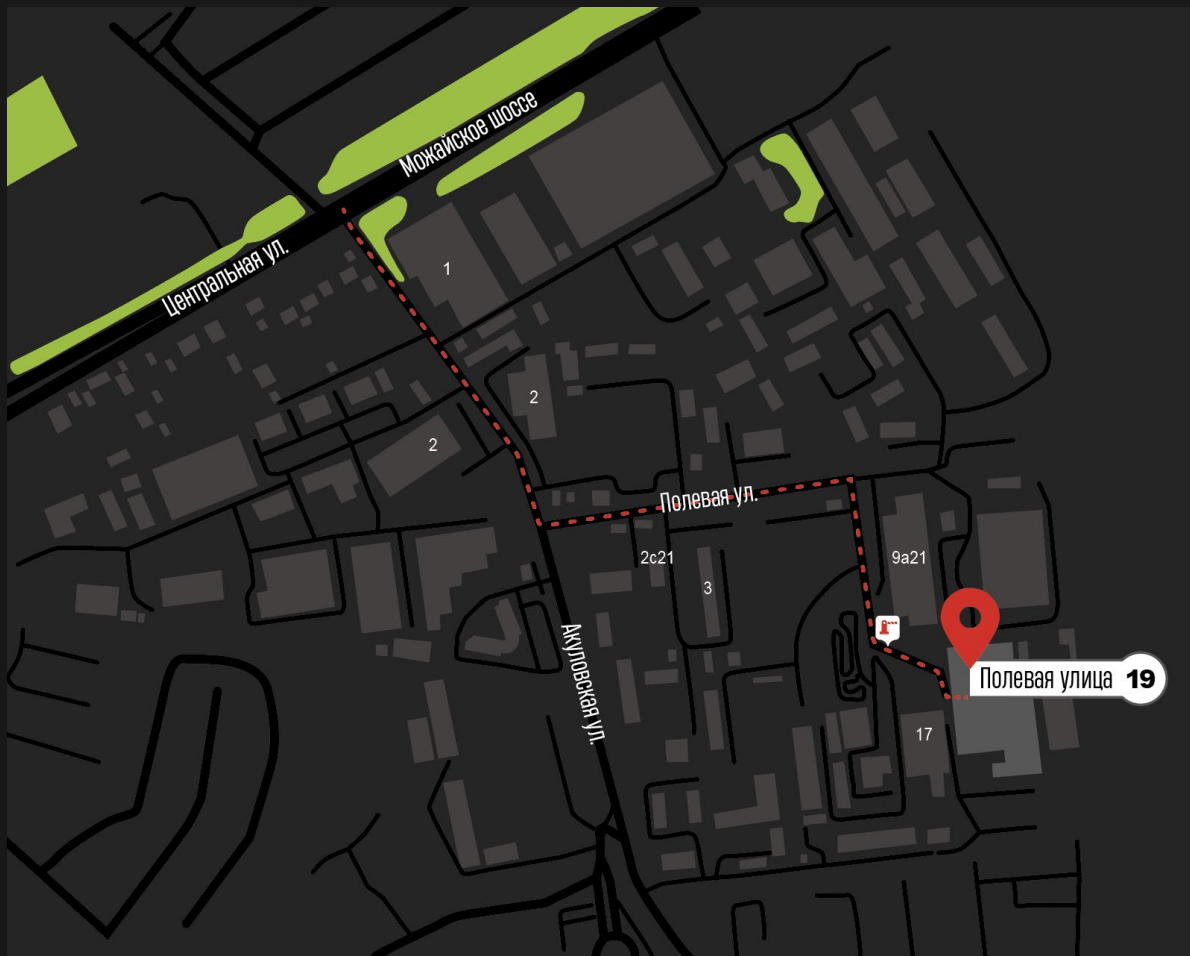 Можайское шоссе
Центральная ул.
1
2
2
Полевая ул.
2с21
9а21
3
Акуловская ул.
Полевая улица 19
17